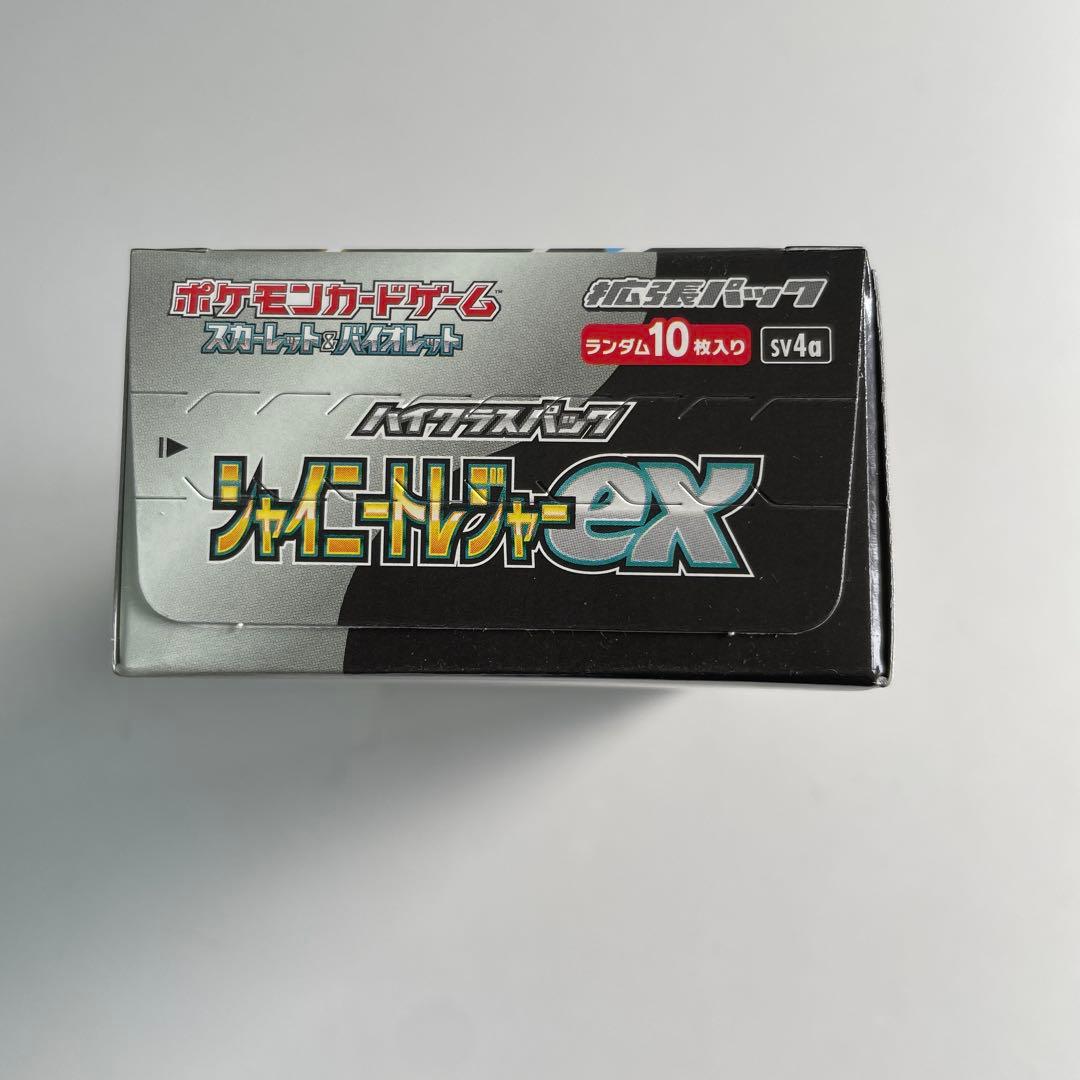 ポケモンカードゲーム™
スカーレット&バイオレット
拡張パック
ランダム10枚入り
sv4a
ハイクラスパック
シャイニートレジャーex